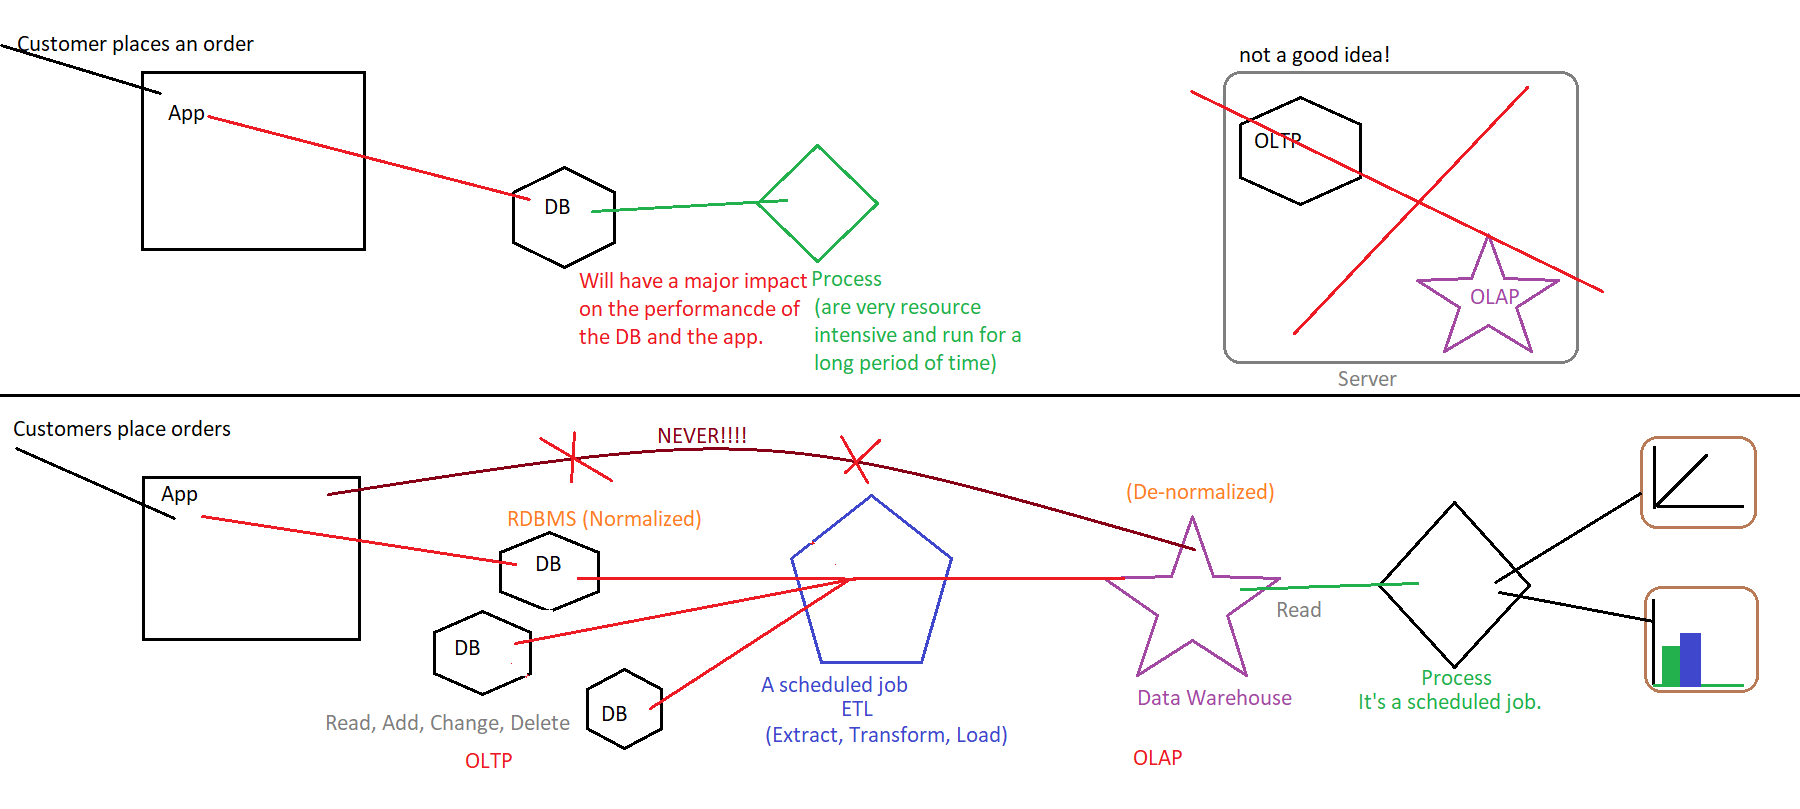 Customer places an order
App
DB
Will have a major impact
on the performancde of
the DB and the app.
Process
(are very resource
intensive and run for a
long period of time)
not a good idea!
OLTP
OLAP
Server
Customers place orders
App
NEVER!!!!
RDBMS (Normalized)
DB
DB
DB
Read, Add, Change, Delete
OLTP
A scheduled job
ETL
(Extract, Transform, Load)
(De-normalized)
Data Warehouse
OLAP
Read
Process
It's a scheduled job.